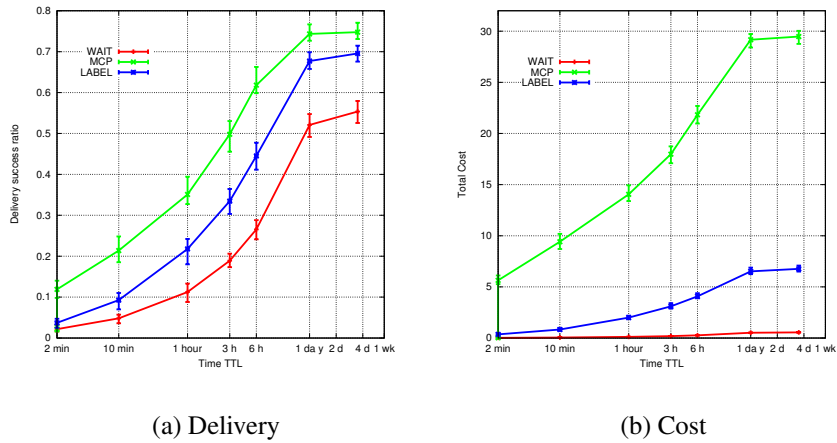 0.8
0.7
0.6
0.5
0.4
0.3
0.2
0.1
0
Delivery success ratio
WAIT
MCP
LABEL
2 min 10 min 1 hour 3 h 6 h 1 da y 2 d 4 d 1 wk
Time TTL
(a) Delivery
30
25
20
15
10
5
0
Total Cost
WAIT
MCP
LABEL
2 min 10 min 1 hour 3 h 6 h 1 da y 2 d 4 d 1 wk
Time TTL
(b) Cost